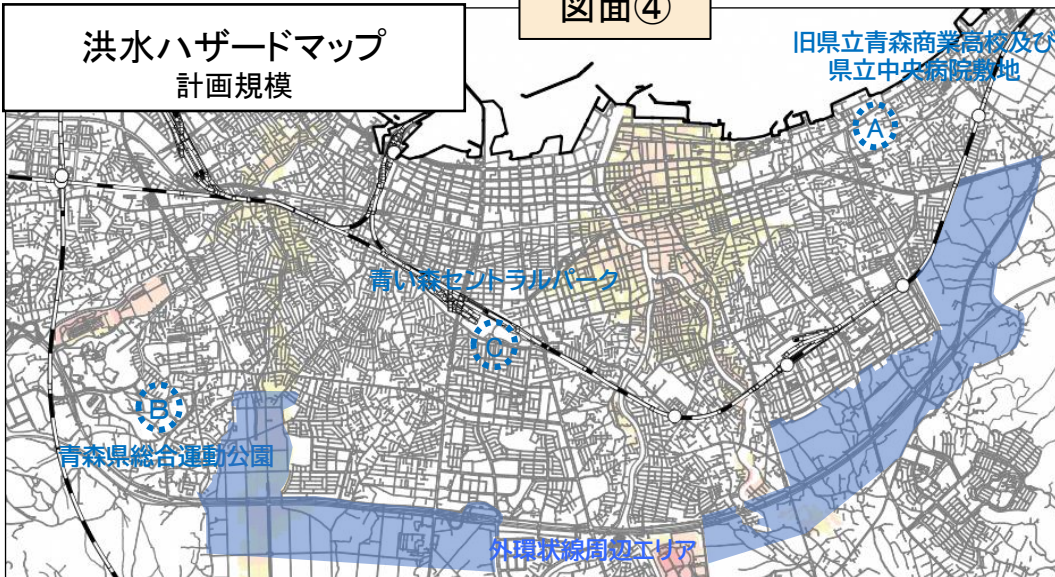 図面④
洪水ハザードマップ
計画規模
旧県立青森商業高校及び
県立中央病院敷地
A
青い森セントラルパーク
C
B
青森県総合運動公園
外環状線周辺エリア